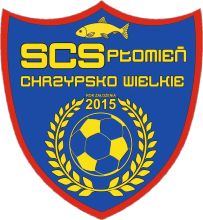 SCS PŁOMIEŃ
CHRZYPSKO WIELKIE
ROK ZAŁOŻENIA
2015